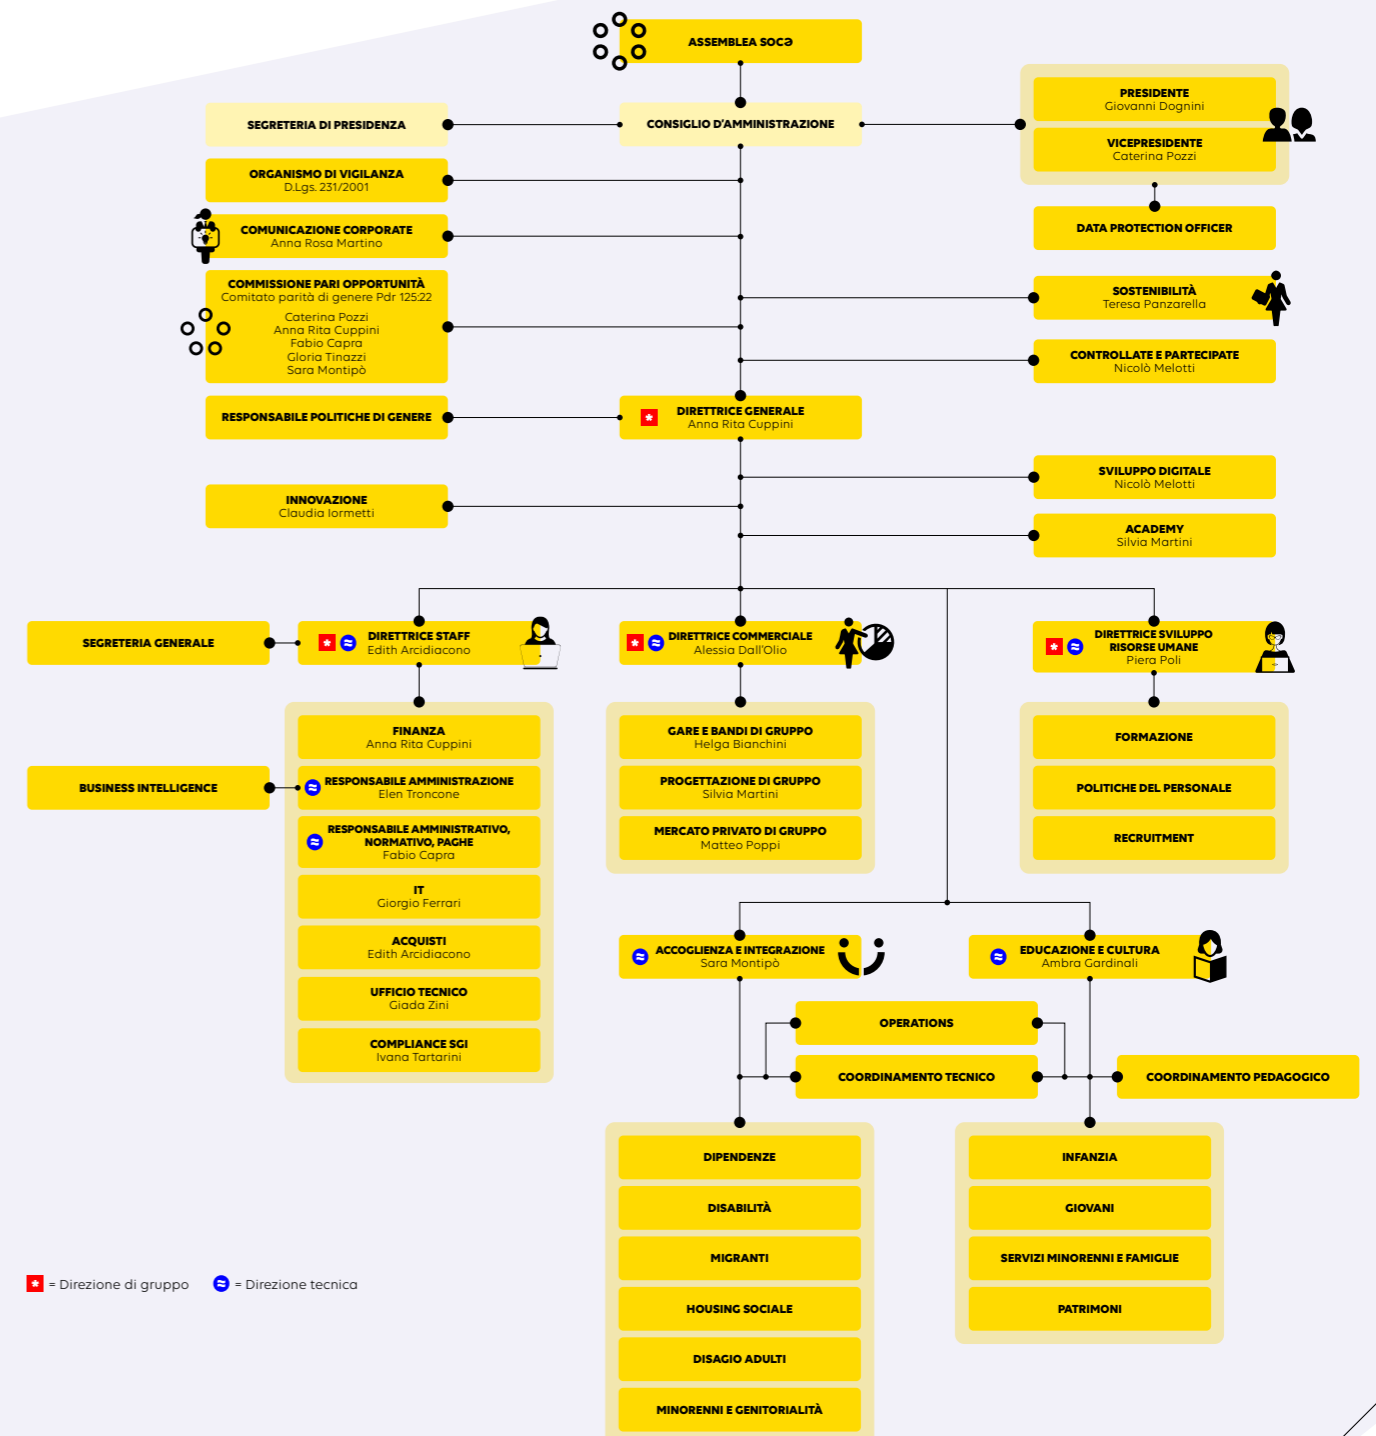 ASSEMBLEA SOCƏ
PRESIDENTE
Giovanni Dognini
SEGRETERIA DI PRESIDENZA
CONSIGLIO D'AMMINISTRAZIONE
VICEPRESIDENTE
Caterina Pozzi
ORGANISMO DI VIGILANZA
D.Lgs. 231/2001
COMUNICAZIONE CORPORATE
Anna Rosa Martino
DATA PROTECTION OFFICER
COMMISSIONE PARI OPPORTUNITÀ
Comitato parità di genere Pdr 125:22
Caterina Pozzi
Anna Rita Cuppini
Fabio Capra
Gloria Tinazzi
Sara Montipò
SOSTENIBILITÀ
Teresa Panzarella
CONTROLLATE E PARTECIPATE
Nicolò Melotti
RESPONSABILE POLITICHE DI GENERE
DIRETTRICE GENERALE
Anna Rita Cuppini
SVILUPPO DIGITALE
Nicolò Melotti
INNOVAZIONE
Claudia Iormetti
ACADEMY
Silvia Martini
SEGRETERIA GENERALE
DIRETTRICE STAFF
Edith Arcidiacono
DIRETTRICE COMMERCIALE
Alessia Dall'Olio
DIRETTRICE SVILUPPO
RISORSE UMANE
Piera Poli
FINANZA
Anna Rita Cuppini
BUSINESS INTELLIGENCE
RESPONSABILE AMMINISTRAZIONE
Elen Troncone
RESPONSABILE AMMINISTRATIVO,
NORMATIVO, PAGHE
Fabio Capra
IT
Giorgio Ferrari
ACQUISTI
Edith Arcidiacono
UFFICIO TECNICO
Giada Zini
COMPLIANCE SGI
Ivana Tartarini
GARE E BANDI DI GRUPPO
Helga Bianchini
PROGETTAZIONE DI GRUPPO
Silvia Martini
MERCATO PRIVATO DI GRUPPO
Matteo Poppi
FORMAZIONE
POLITICHE DEL PERSONALE
RECRUITMENT
ACCOGLIENZA E INTEGRAZIONE
Sara Montipò
EDUCAZIONE E CULTURA
Ambra Gardinali
OPERATIONS
COORDINAMENTO TECNICO
COORDINAMENTO PEDAGOGICO
DIPENDENZE
DISABILITÀ
MIGRANTI
HOUSING SOCIALE
DISAGIO ADULTI
MINORENNI E GENITORIALITÀ
INFANZIA
GIOVANI
SERVIZI MINORENNI E FAMIGLIE
PATRIMONI
* = Direzione di gruppo
≈ = Direzione tecnica